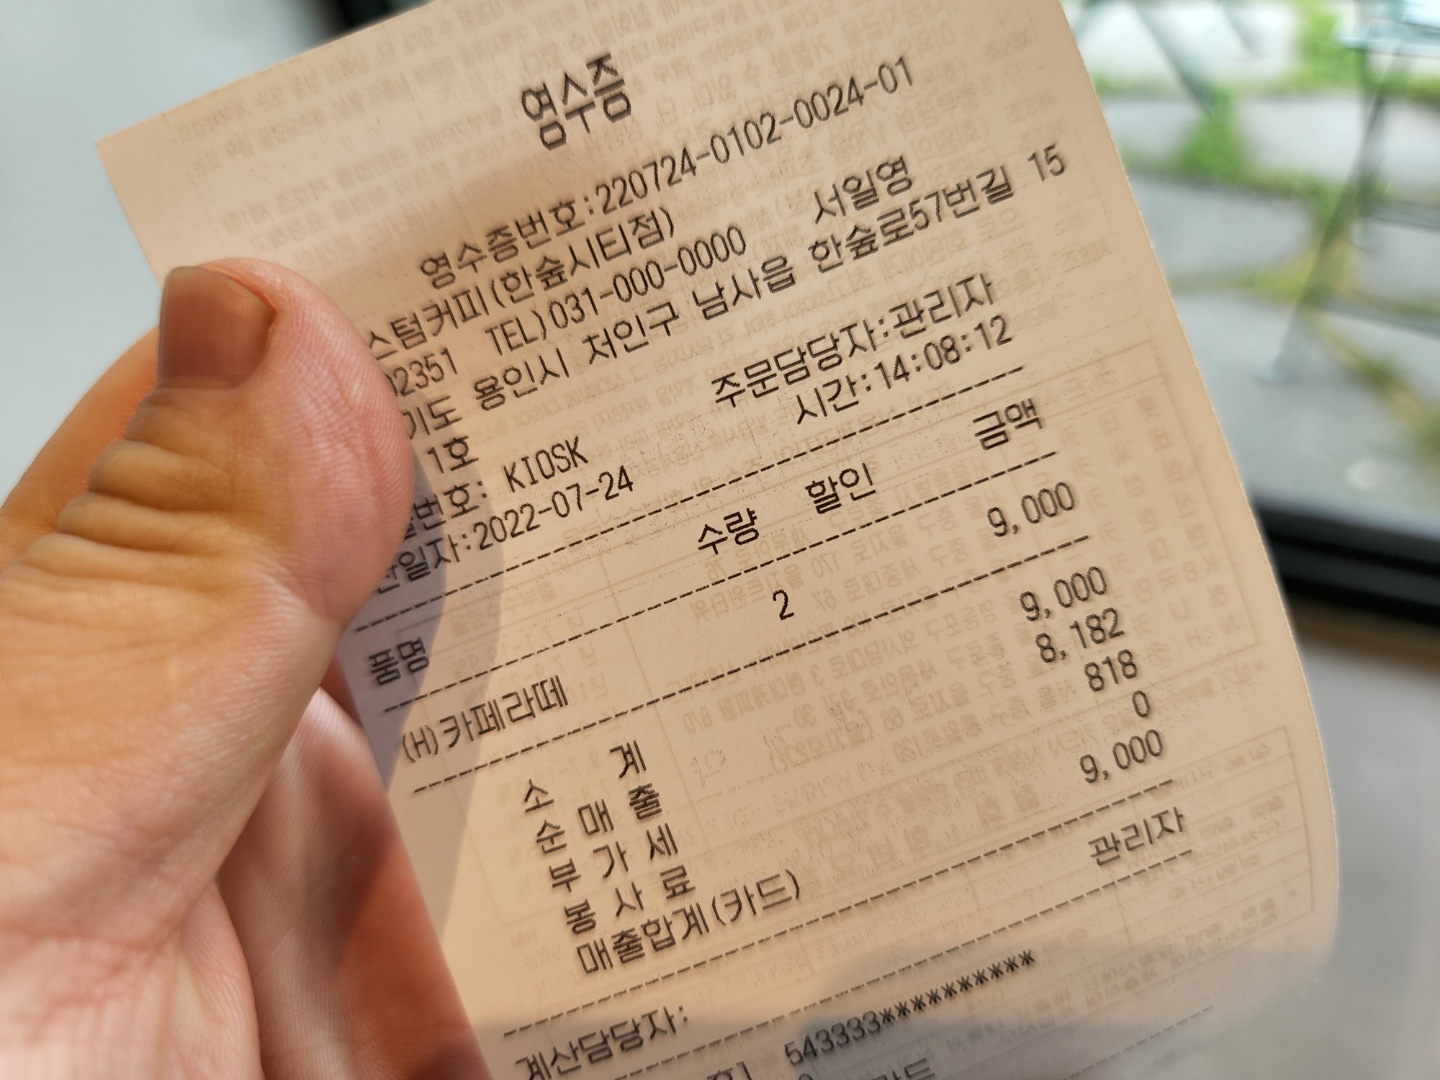 영수증
영수증번호:220724-0102-0024-01
스텀커피(한숲시티점)
02351 TEL)031-000-0000 서일영
기도 용인시 처인구 남사읍 한숲로57번길 15
1호
번호: KIOSK 주문담당자:관리자
일자:2022-07-24 시간:14:08:12
품명 수량 할인 금액
(H)카페라떼 2 9,000
소 계 9,000
순 매 출 8,182
부 가 세 818
봉 사 료 0
매출합계(카드) 9,000
계산담당자: 관리자
543333**********